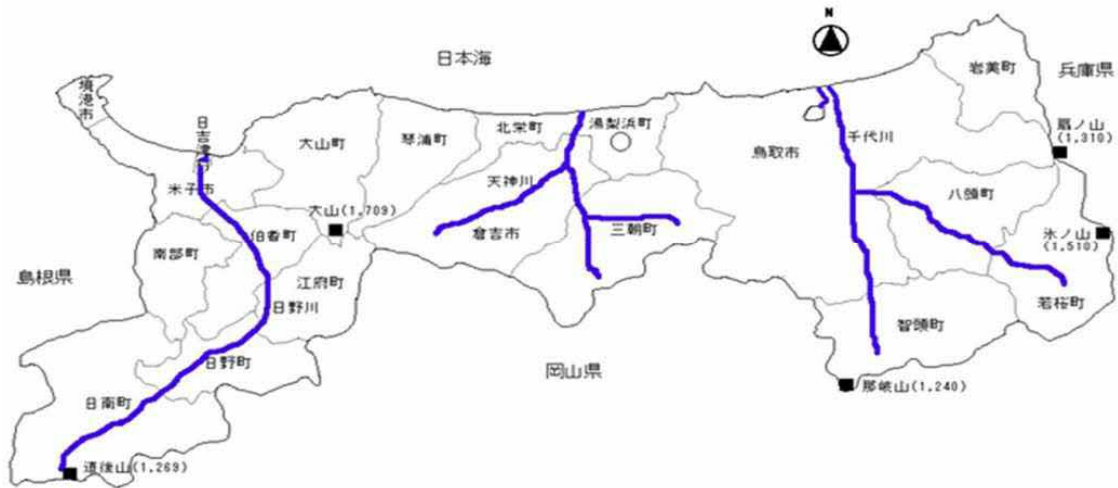 N
日本海
兵庫県
岩美町
境港市
扇ノ山
(1,310)
日吉津村
大山町
琴浦町
北栄町
湯梨浜町
千代川
鳥取市
天神川
八頭町
米子市
大山(1,709)
倉吉市
三朝町
氷ノ山
(1,510)
伯耆町
南部町
島根県
江府町
若桜町
日野川
智頭町
日野町
岡山県
那岐山(1,240)
日南町
道後山(1,269)